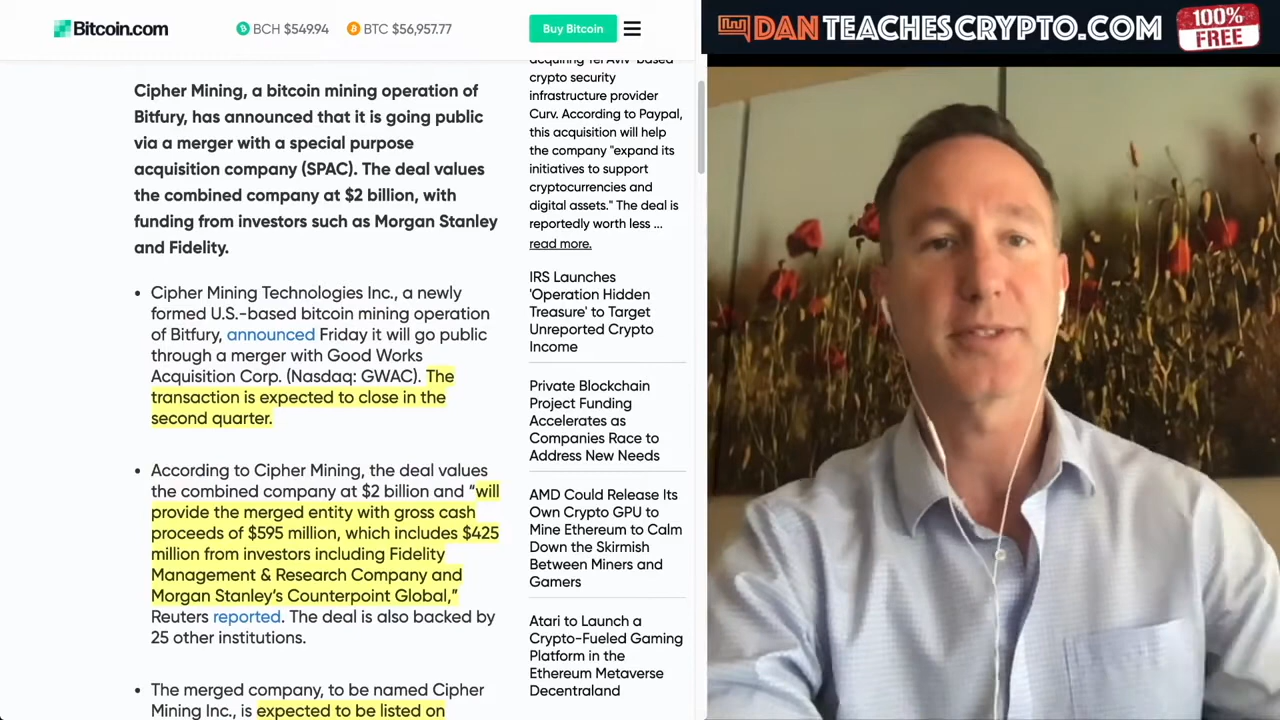 Bitcoin.com
BCH $549.94
BTC $56,957.77
Buy Bitcoin
Cipher Mining, a bitcoin mining operation of
Bitfury, has announced that it is going public
via a merger with a special purpose
acquisition company (SPAC). The deal values
the combined company at $2 billion, with
funding from investors such as Morgan Stanley
and Fidelity.
• Cipher Mining Technologies Inc., a newly
formed U.S.-based bitcoin mining operation
of Bitfury, announced Friday it will go public
through a merger with Good Works
Acquisition Corp. (Nasdaq: GWAC). The
transaction is expected to close in the
second quarter.
• According to Cipher Mining, the deal values
the combined company at $2 billion and “will
provide the merged entity with gross cash
proceeds of $595 million, which includes $425
million from investors including Fidelity
Management & Research Company and
Morgan Stanley’s Counterpoint Global,”
Reuters reported. The deal is also backed by
25 other institutions.
• The merged company, to be named Cipher
Mining Inc., is expected to be listed on
acquiring Tel Aviv-based
crypto security
infrastructure provider
Curv. According to Paypal,
this acquisition will help
the company "expand its
initiatives to support
cryptocurrencies and
digital assets." The deal is
reportedly worth less ...
read more.
IRS Launches
'Operation Hidden
Treasure' to Target
Unreported Crypto
Income
Private Blockchain
Project Funding
Accelerates as
Companies Race to
Address New Needs
AMD Could Release Its
Own Crypto GPU to
Mine Ethereum to Calm
Down the Skirmish
Between Miners and
Gamers
Atari to Launch a
Crypto-Fueled Gaming
Platform in the
Ethereum Metaverse
Decentraland
DANTEACHESCRYPTO.COM
100%
FREE